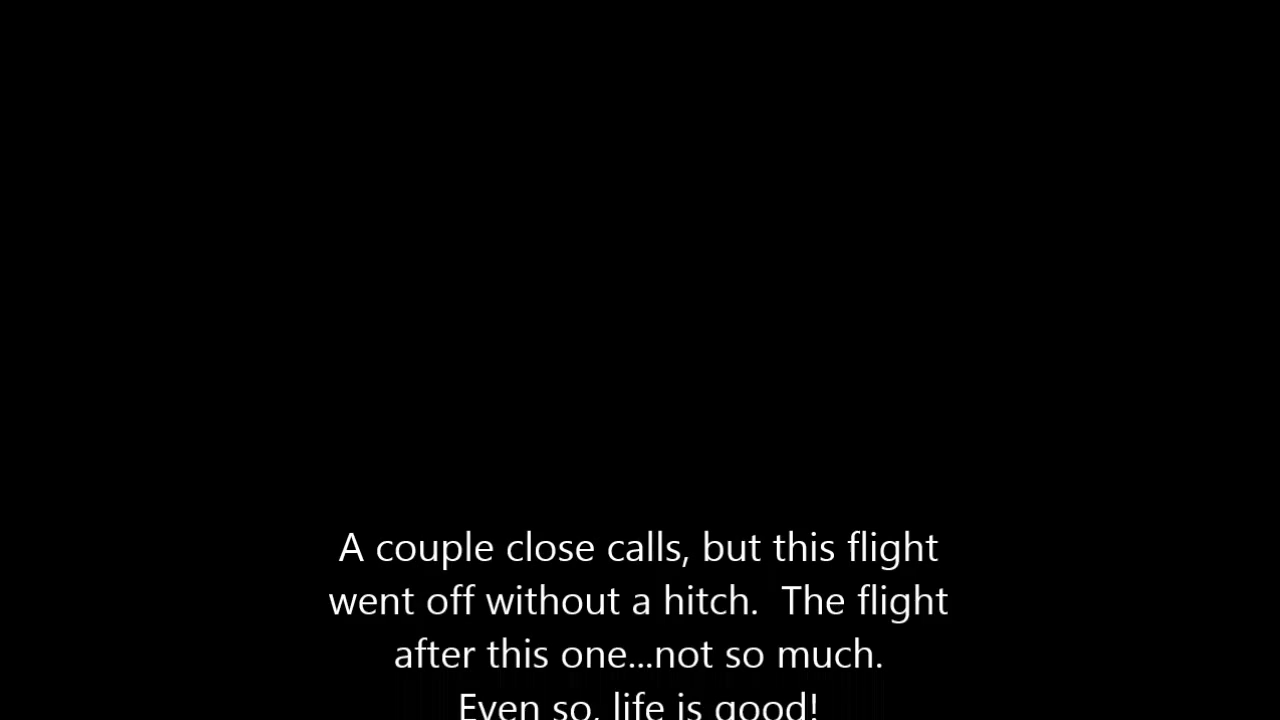 A couple close calls, but this flight
went off without a hitch.  The flight
after this one...not so much.
Even so, life is good!